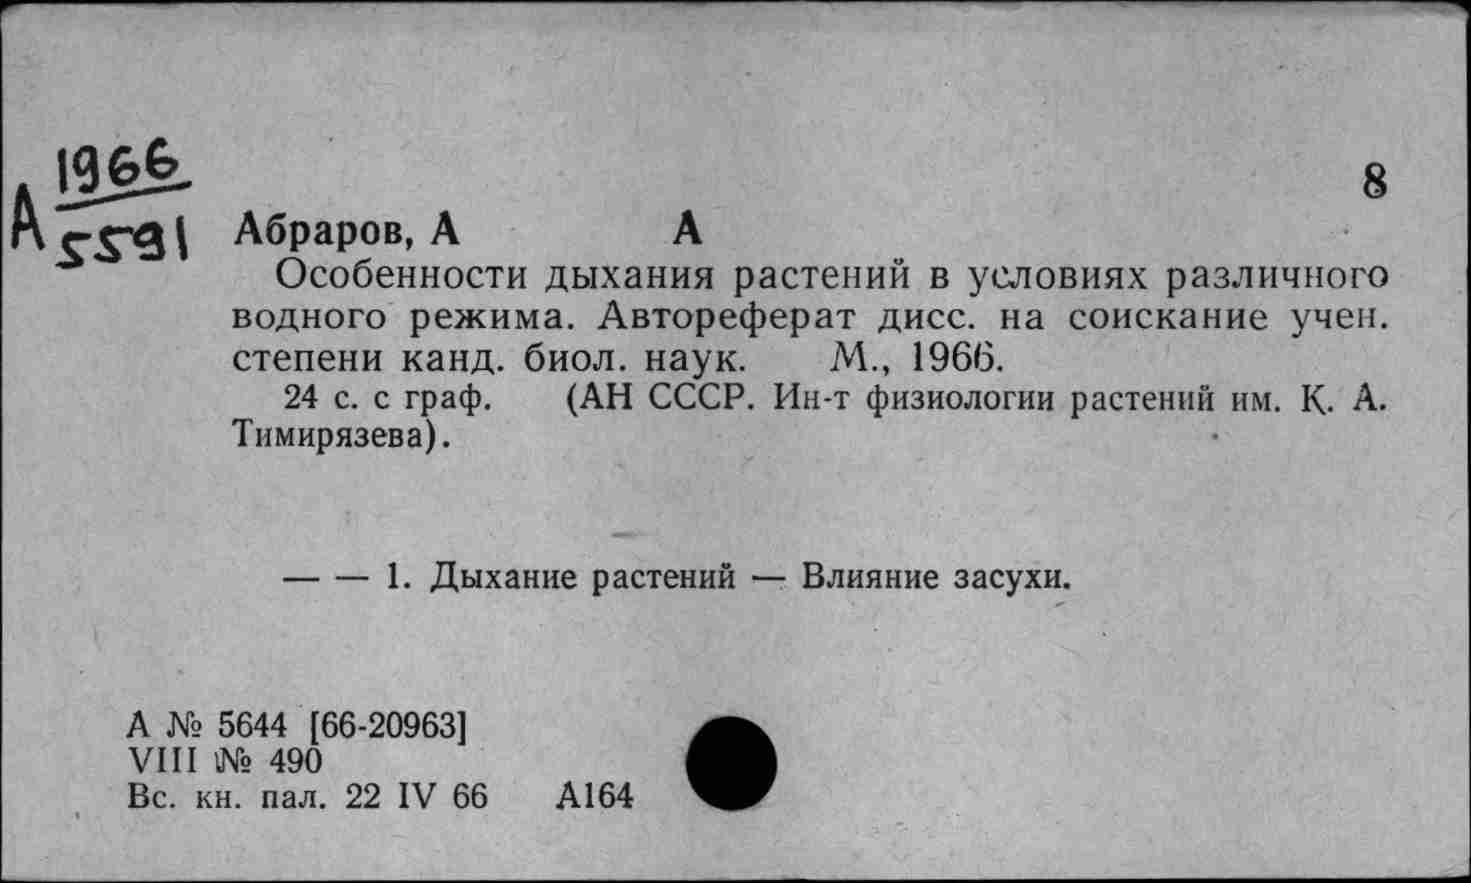 1966
8
А 5591
Абраров, А А
Особенности дыхания растений в условиях различного
водного режима. Автореферат дисс. на соискание учен.
степени канд. биол. наук. М., 1966.
24 с. с граф. (АН СССР. Ин-т физиологии растений им. К. А.
Тимирязева).
— — 1. Дыхание растений — Влияние засухи.
А № 5644 [66-20963]
VIII № 490
Вс. кн. пал. 22 IV 66 А164